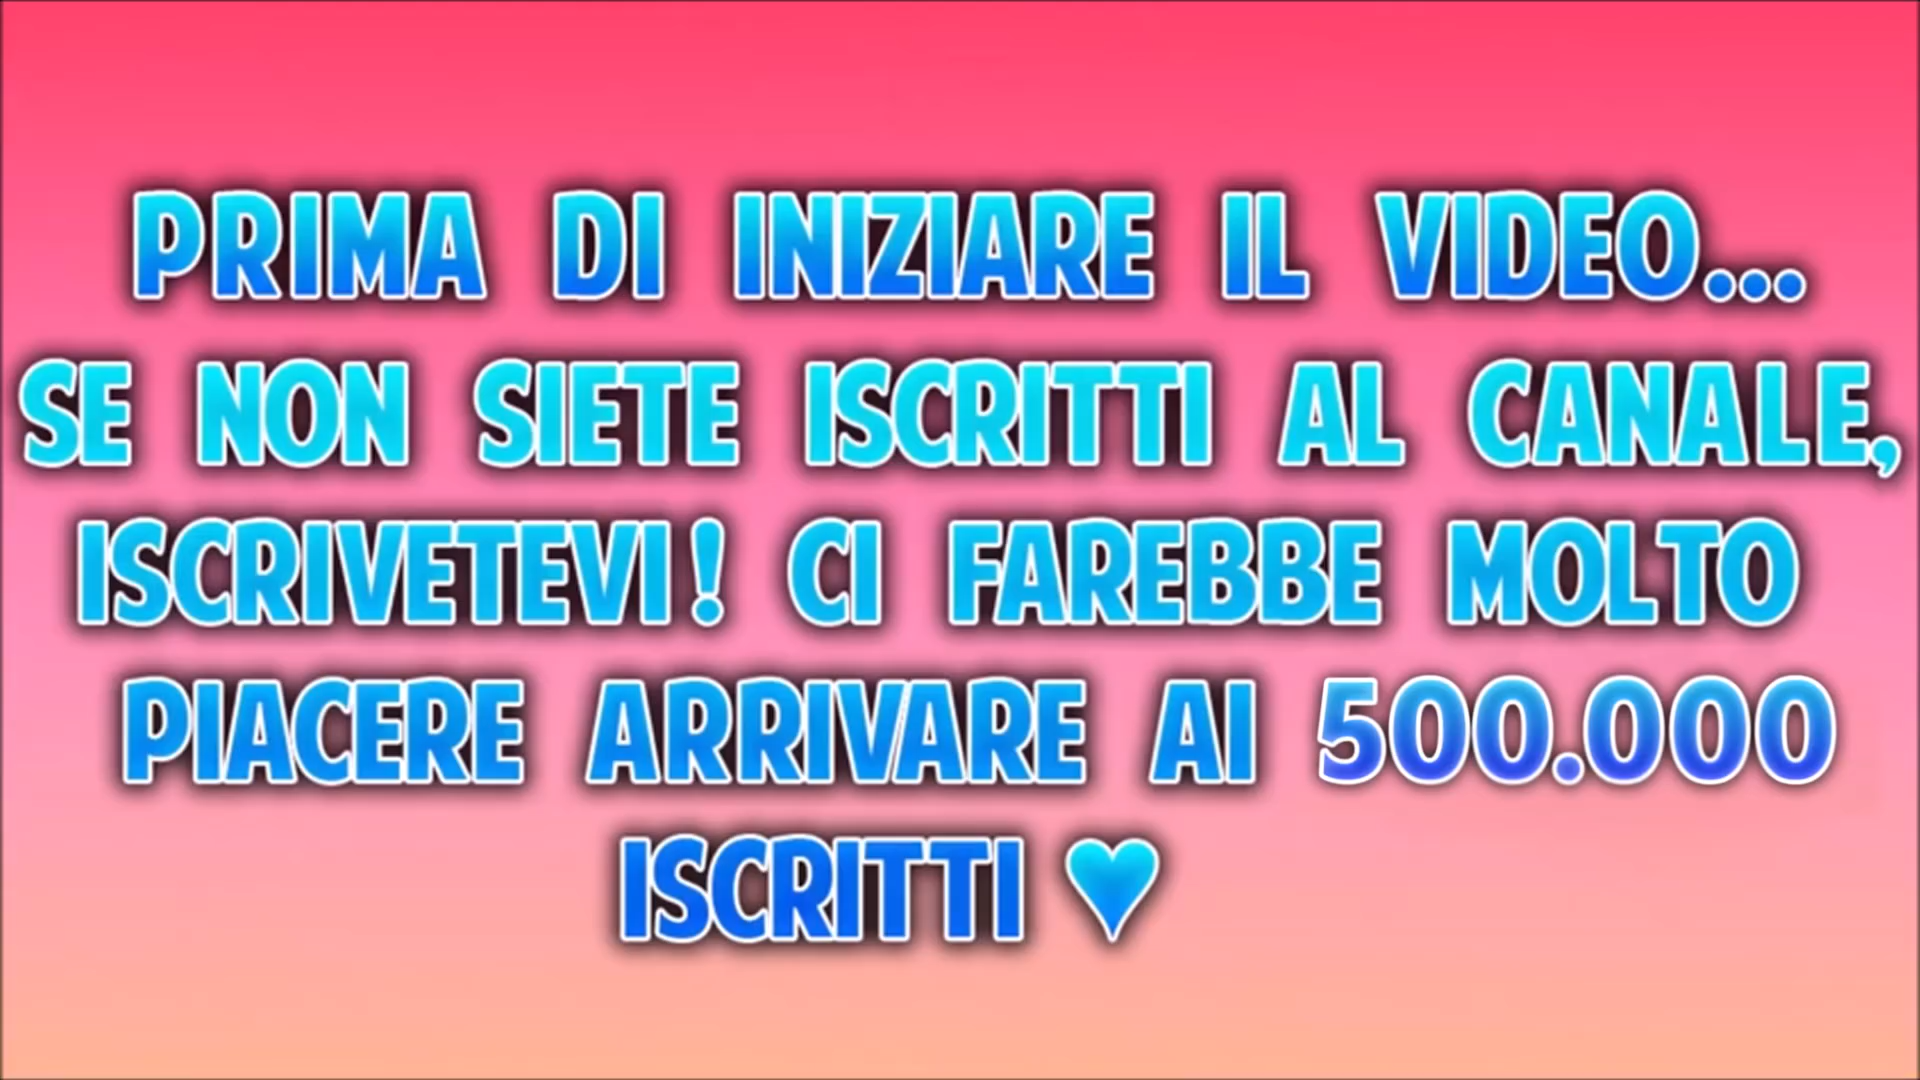 PRIMA DI INIZIARE IL VIDEO...
SE NON SIETE ISCRITTI AL CANALE,
ISCRIVETEVI! CI FAREBBE MOLTO
PIACERE ARRIVARE AI 500.000
ISCRITTI ♥